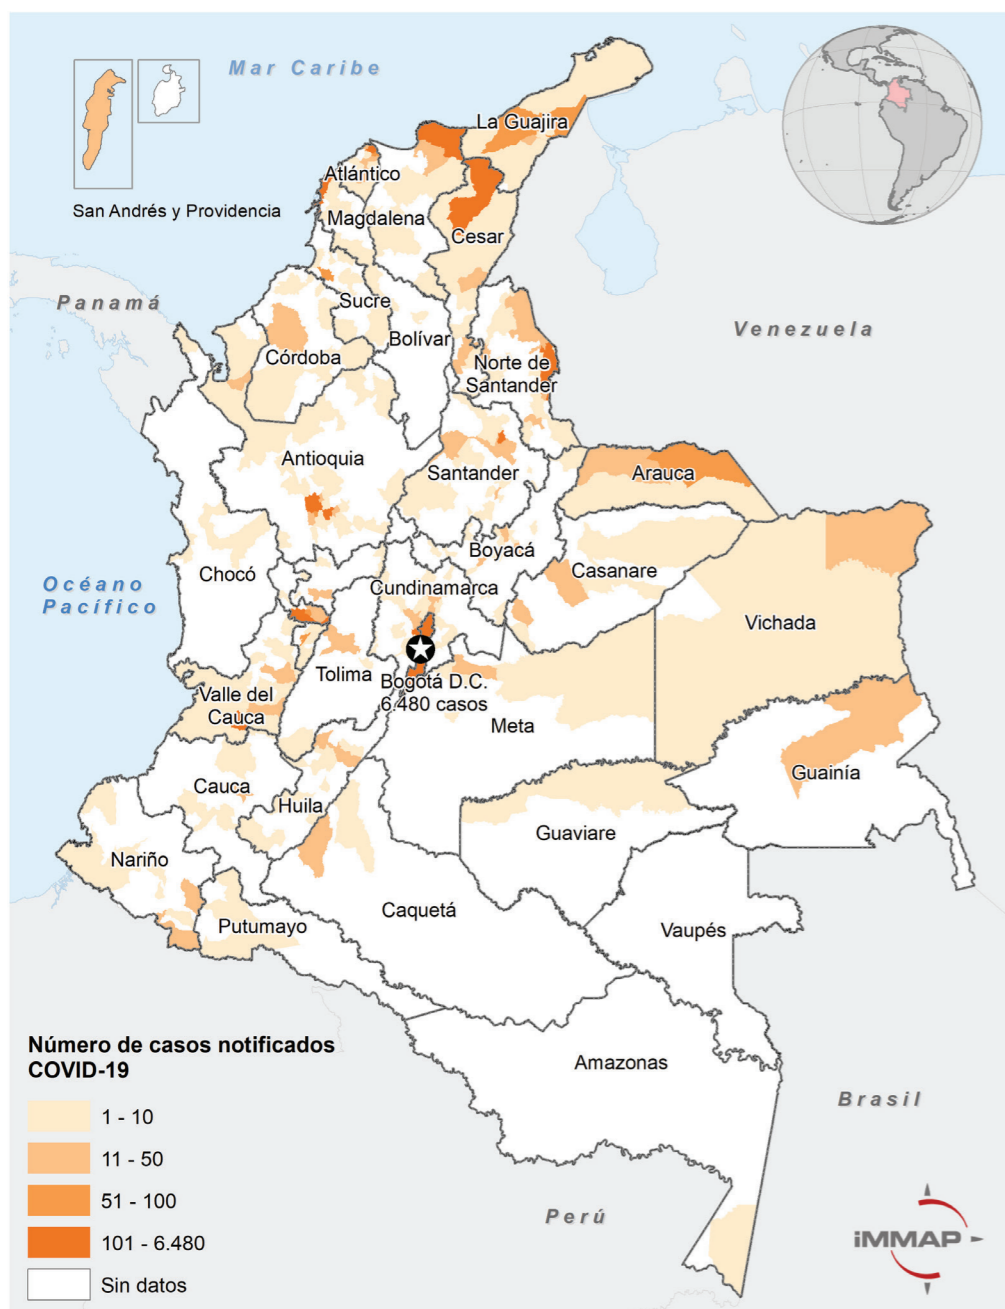 Mar Caribe
La Guajira
Atlántico
San Andrés y Providencia
Magdalena
Cesar
Panamá
Sucre
Venezuela
Bolívar
Córdoba
Norte de
Santander
Antioquia
Santander
Arauca
Boyacá
Chocó
Casanare
Océano
Pacífico
Cundinamarca
Vichada
Tolima
Bogotá D.C.
6.480 casos
Valle del
Cauca
Meta
Guainía
Cauca
Huila
Guaviare
Nariño
Caquetá
Putumayo
Vaupés
Número de casos notificados
COVID-19
Amazonas
Brasil
1 - 10
11 - 50
51 - 100
101 - 6.480
Sin datos
Perú
iMMAP